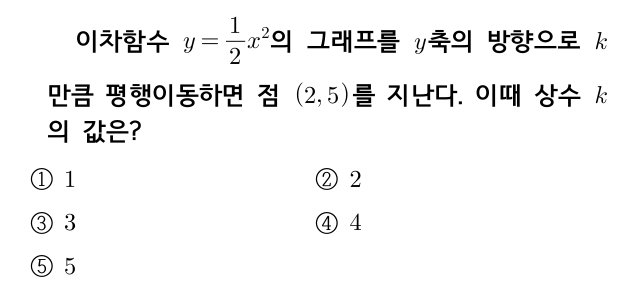 이차함수 $y=\frac{1}{2}x^2$의 그래프를 $y$축의 방향으로 $k$
만큼 평행이동하면 점 $(2, 5)$를 지난다. 이때 상수 $k$
의 값은?
① 1 ② 2
③ 3 ④ 4
⑤ 5